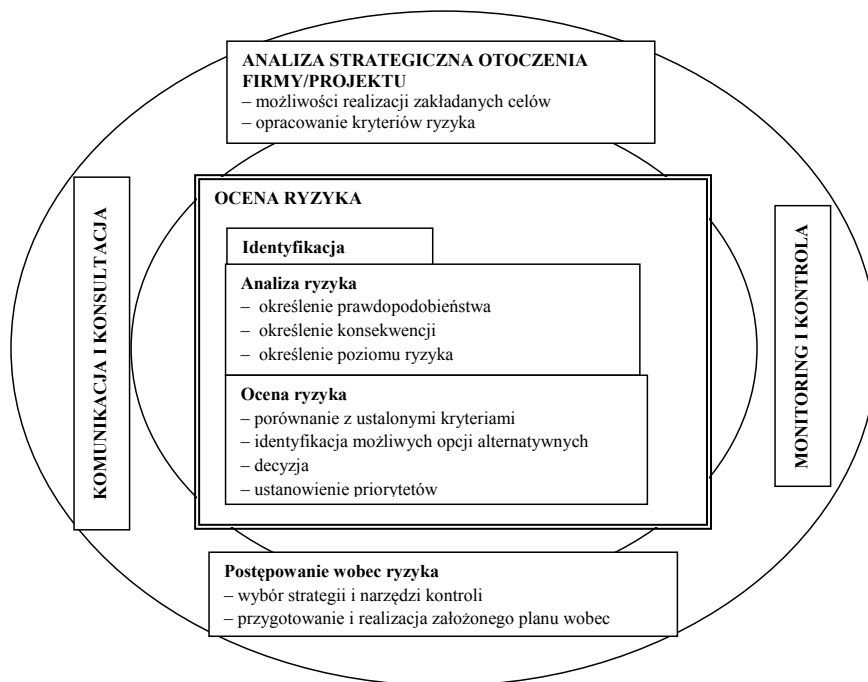 ANALIZA STRATEGICZNA OTOCZENIA
FIRMY/PROJEKTU
– możliwości realizacji zakładanych celów
– opracowanie kryteriów ryzyka
KOMUNIKACJA I KONSULTACJA
OCENA RYZYKA
Identyfikacja
Analiza ryzyka
– określenie prawdopodobieństwa
– określenie konsekwencji
– określenie poziomu ryzyka
Ocena ryzyka
– porównanie z ustalonymi kryteriami
– identyfikacja możliwych opcji alternatywnych
– decyzja
– ustanowienie priorytetów
MONITORING I KONTROLA
Postępowanie wobec ryzyka
– wybór strategii i narzędzi kontroli
– przygotowanie i realizacja założonego planu wobec